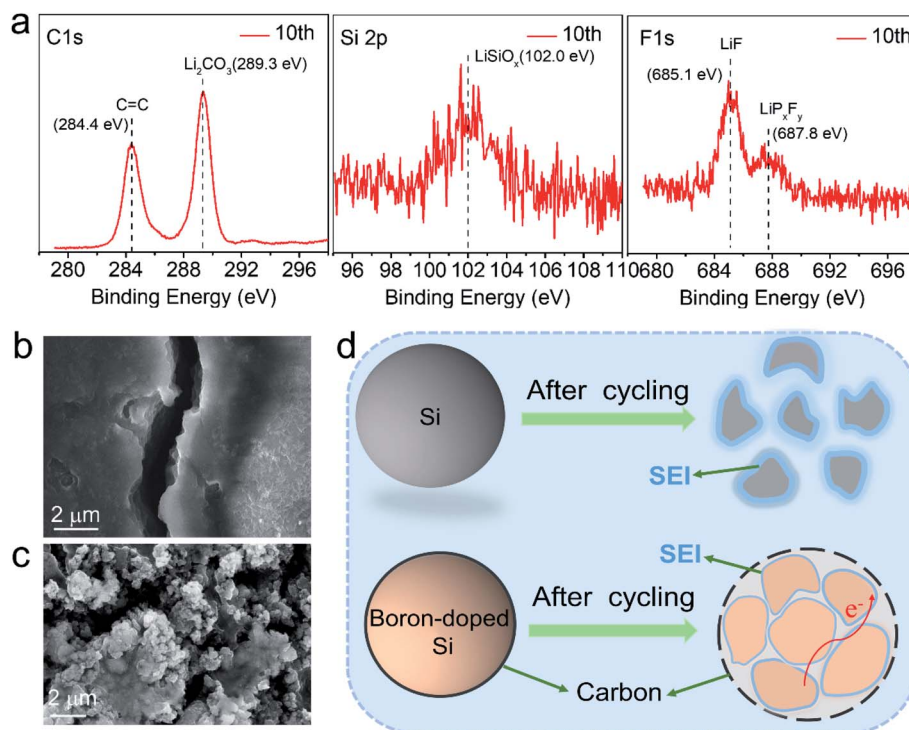 a
C1s
10th
Li₂CO₃(289.3 eV)
C=C
(284.4 eV)
280 284 288 292 296
Binding Energy (eV)
Si 2p
10th
LiSiOₓ(102.0 eV)
96 98 100 102 104 106 108 11
Binding Energy (eV)
F1s
10th
LiF
(685.1 eV)
LiPₓFᵧ
(687.8 eV)
680 684 688 692 696
Binding Energy (eV)
b
2 μm
c
2 μm
d
Si
After cycling
SEI
SEI
Boron-doped
Si
After cycling
e⁻
Carbon